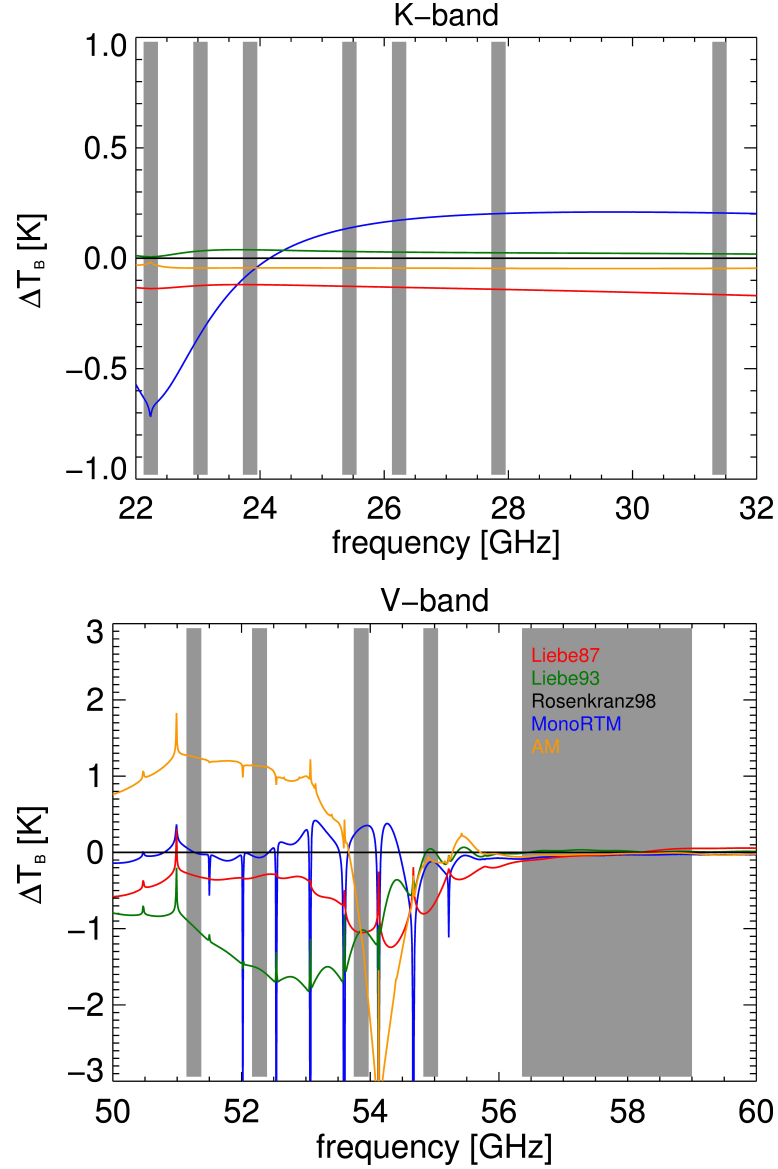 K−band
1.0
0.5
0.0
−0.5
−1.0
ΔT_B [K]
22 24 26 28 30 32
frequency [GHz]
V−band
3
2
1
0
−1
−2
−3
ΔT_B [K]
Liebe87
Liebe93
Rosenkranz98
MonoRTM
AM
50 52 54 56 58 60
frequency [GHz]